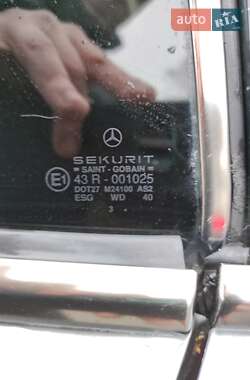 auto RIA
SEKURIT
= SAINT - GOBAIN =
E1 43 R - 001025
DOT27 M24100 AS2
ESG WD 40
3